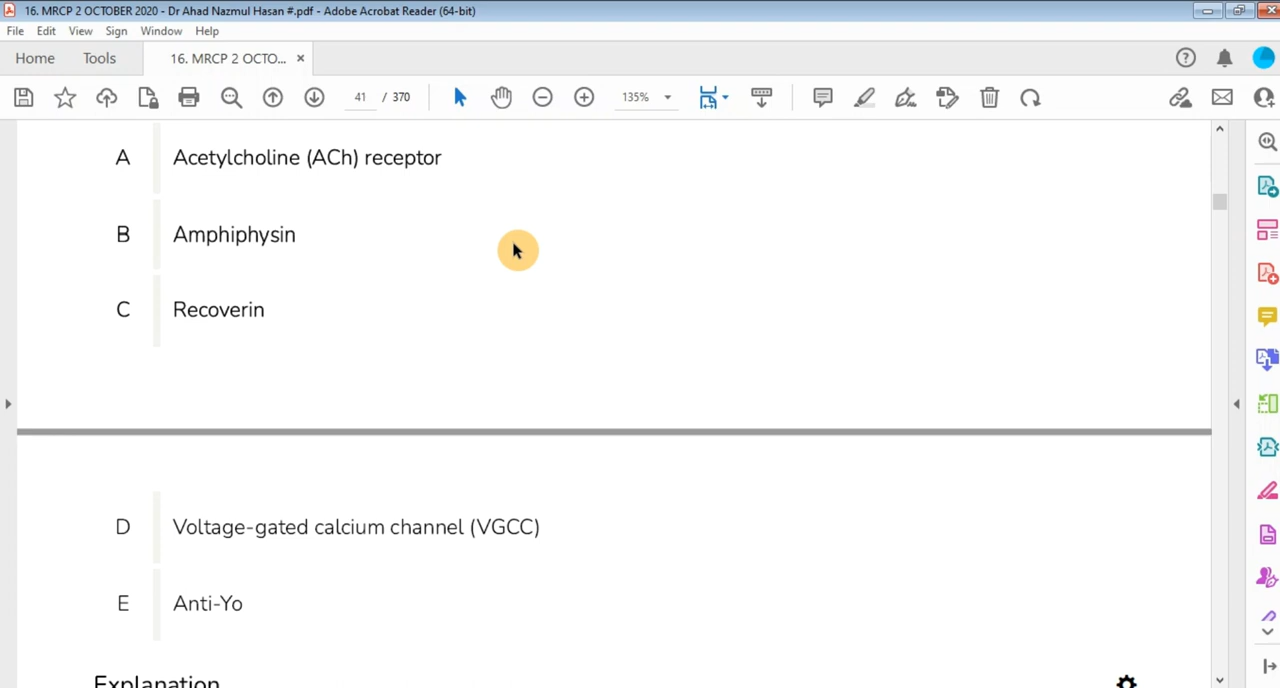 16. MRCP 2 OCTOBER 2020 - Dr Ahad Nazmul Hasan #.pdf - Adobe Acrobat Reader (64-bit)
File Edit View Sign Window Help
Home Tools 16. MRCP 2 OCTO... ×
41 / 370 135%
A Acetylcholine (ACh) receptor
B Amphiphysin
C Recoverin
D Voltage-gated calcium channel (VGCC)
E Anti-Yo
Explanation